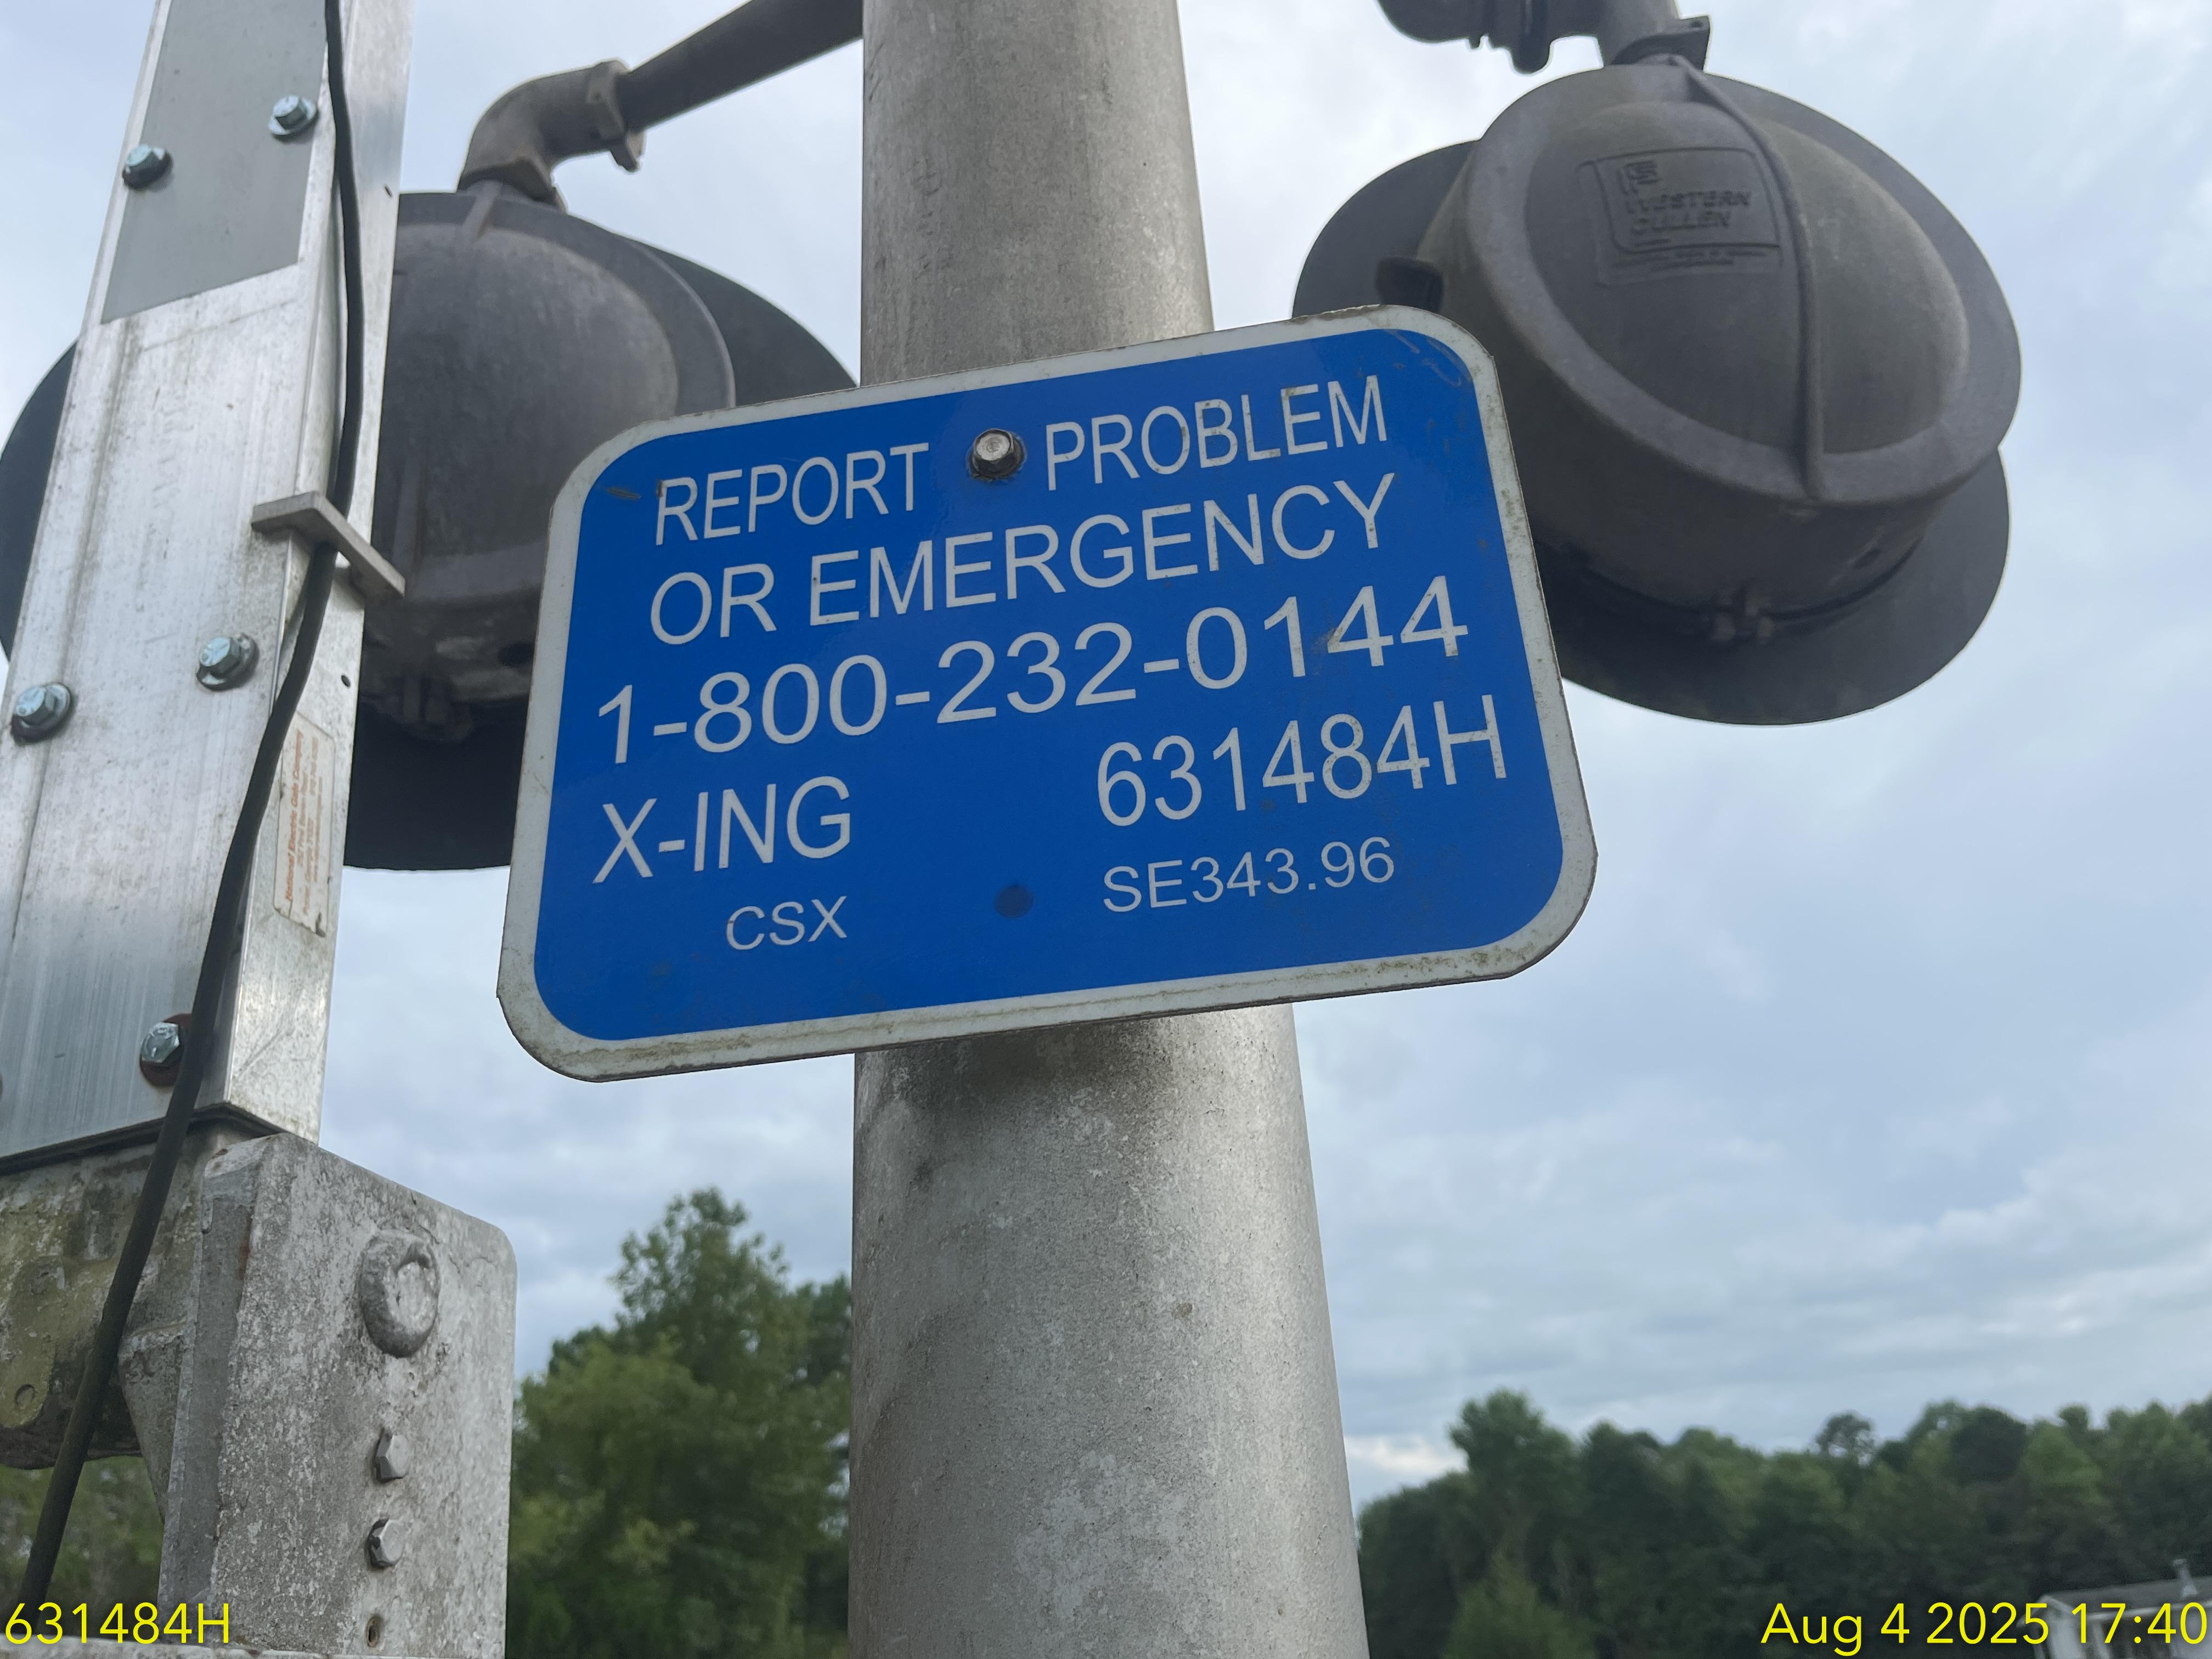 WESTERN
CULLEN
REPORT PROBLEM
OR EMERGENCY
1-800-232-0144
X-ING 631484H
CSX SE343.96
631484H
Aug 4 2025 17:40